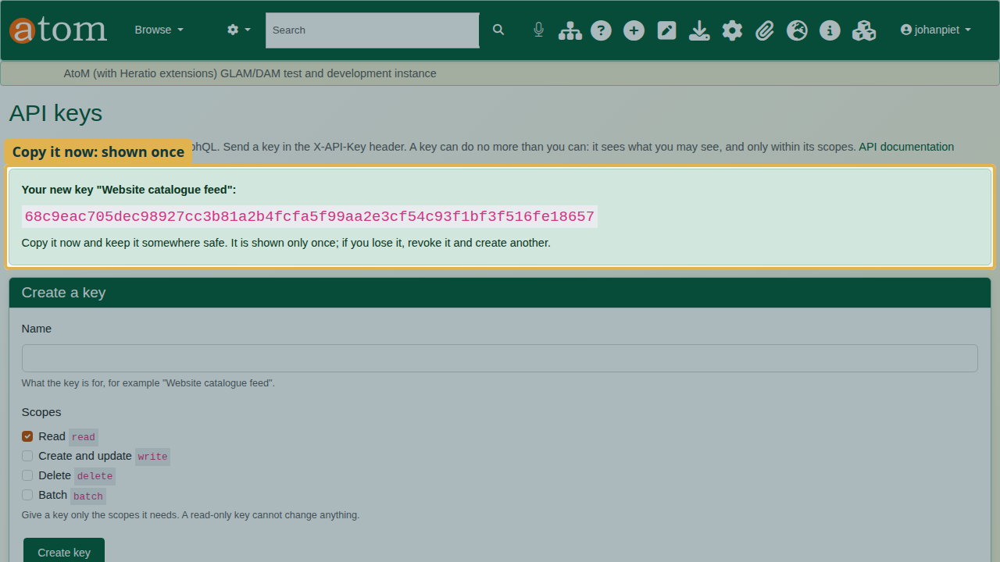 atom
Browse
Search
johanpiet
AtoM (with Heratio extensions) GLAM/DAM test and development instance
API keys
Copy it now: shown once
phQL. Send a key in the X-API-Key header. A key can do no more than you can: it sees what you may see, and only within its scopes. API documentation
Your new key "Website catalogue feed":
68c9eac705dec98927cc3b81a2b4fcfa5f99aa2e3cf54c93f1bf3f516fe18657
Copy it now and keep it somewhere safe. It is shown only once; if you lose it, revoke it and create another.
Create a key
Name
What the key is for, for example "Website catalogue feed".
Scopes
Read read
Create and update write
Delete delete
Batch batch
Give a key only the scopes it needs. A read-only key cannot change anything.
Create key